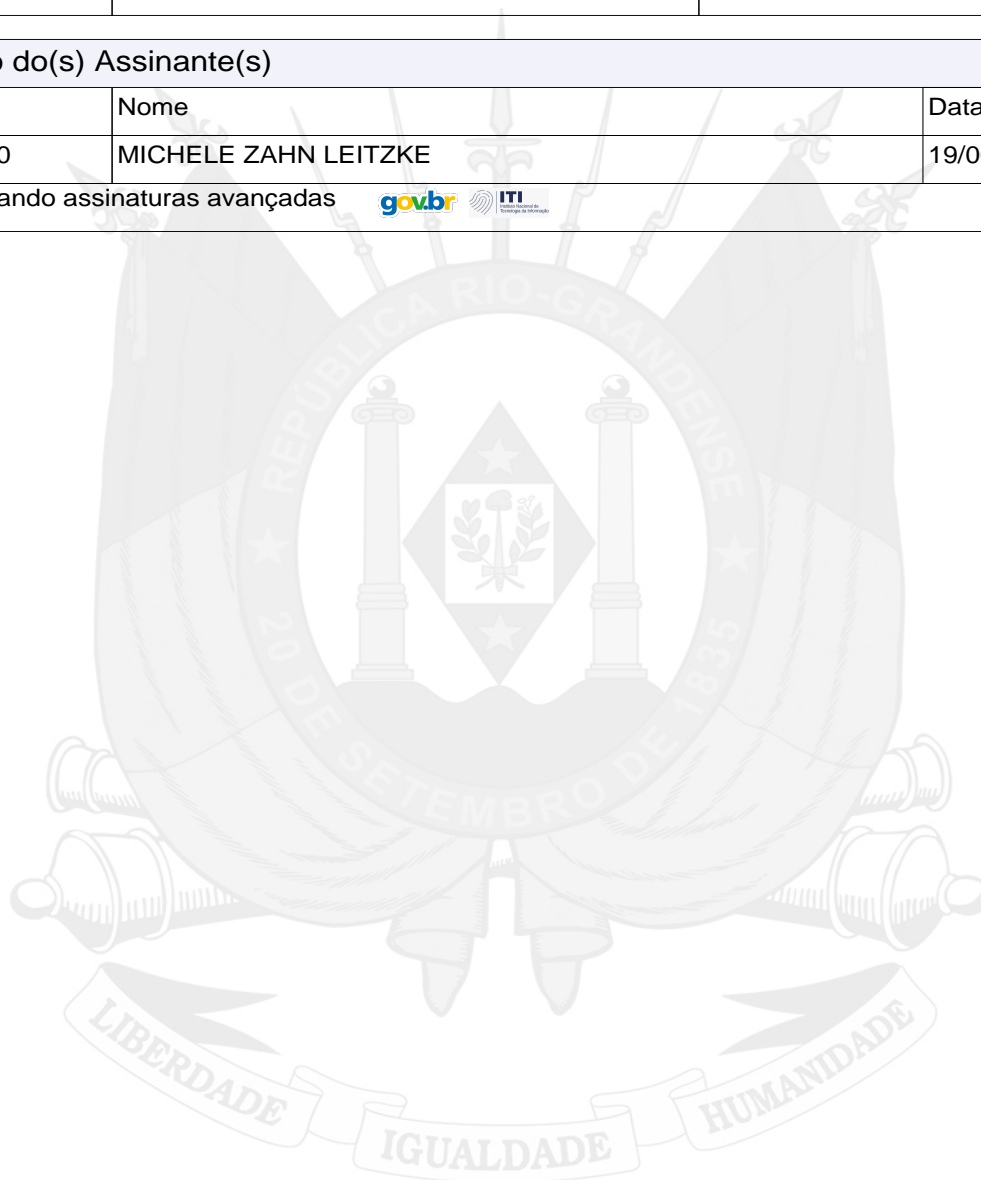 o do(s) Assinante(s)
Nome
Data
0
MICHELE ZAHN LEITZKE
19/0
ando assinaturas avançadas
gov.br
ITI
REPÚBLICA RIO-GRANDENSE
20 DE SETEMBRO DE 1835
LIBERDADE
IGUALDADE
HUMANIDADE